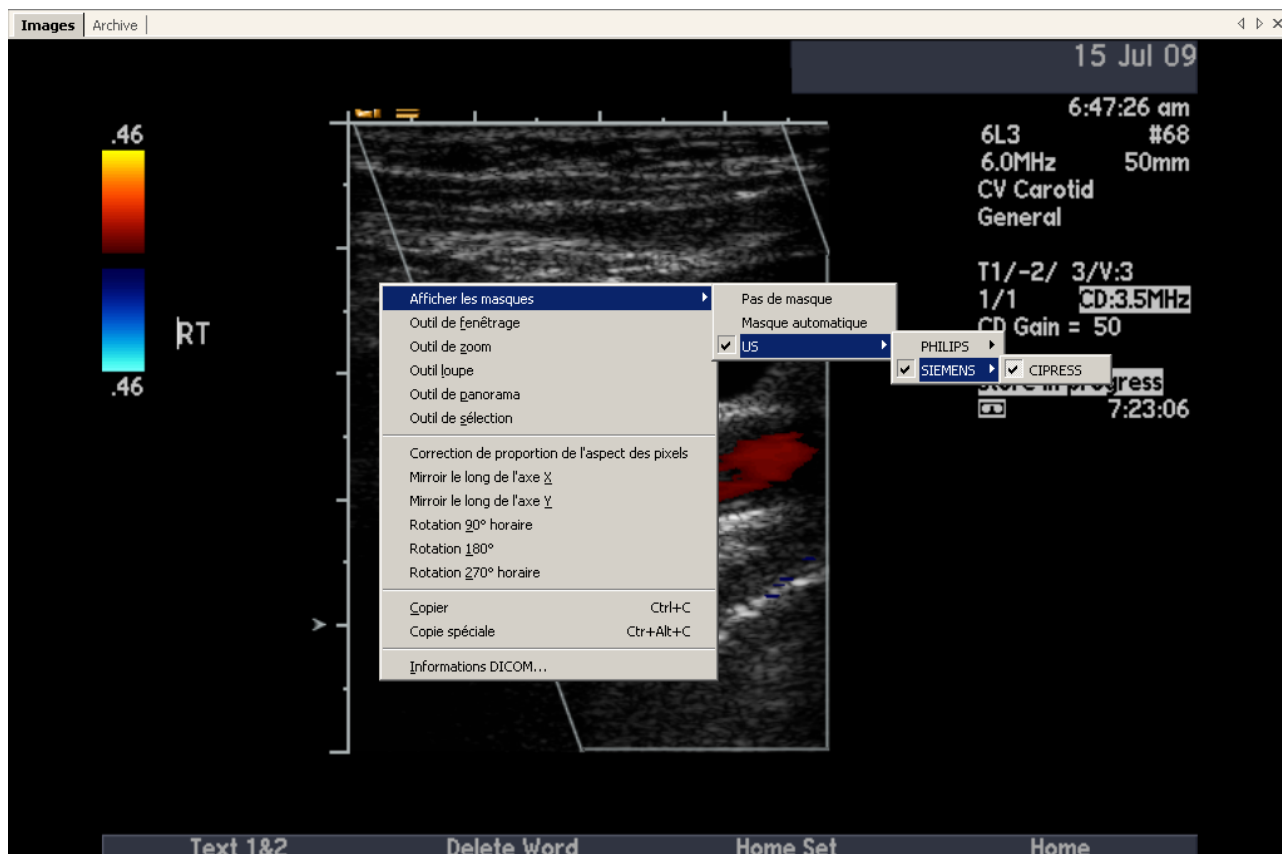 Images Archive
15 Jul 09
6:47:26 am
.46
6L3 #68
6.0MHz 50mm
CV Carotid
General
T1/-2/ 3/V:3
1/1 CD:3.5MHz
CD Gain = 50
RT
.46
Store in progress
7:23:06
Afficher les masques
Outil de fenêtrage
Outil de zoom
Outil loupe
Outil de panorama
Outil de sélection
Correction de proportion de l'aspect des pixels
Mirroir le long de l'axe X
Mirroir le long de l'axe Y
Rotation 90° horaire
Rotation 180°
Rotation 270° horaire
Copier Ctrl+C
Copie spéciale Ctr+Alt+C
Informations DICOM...
Pas de masque
Masque automatique
US
PHILIPS
SIEMENS
CIPRESS
Text 1&2 Delete Word Home Set Home